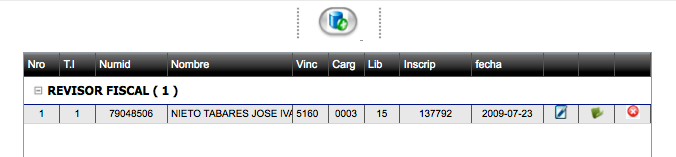 Nro T.I Numid Nombre Vinc Carg Lib Inscrip fecha
REVISOR FISCAL ( 1 )
1 1 79048506 NIETO TABARES JOSE IVA 5160 0003 15 137792 2009-07-23